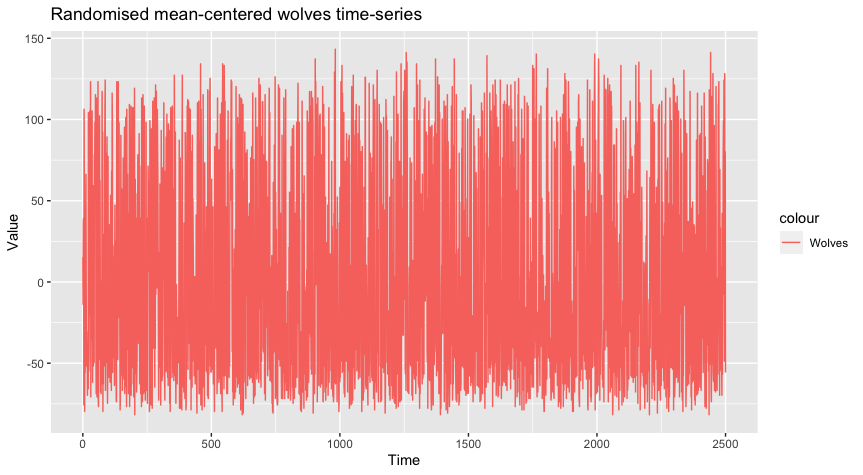 Randomised mean-centered wolves time-series
150
100
50
0
-50
Value
0
500
1000
1500
2000
2500
Time
colour
Wolves